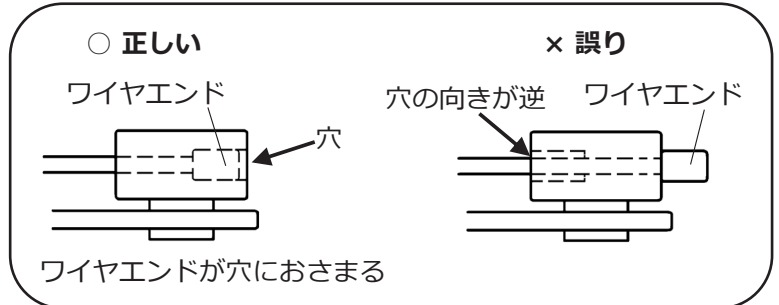 ○ 正しい
ワイヤエンド
穴
ワイヤエンドが穴におさまる
× 誤り
穴の向きが逆
ワイヤエンド